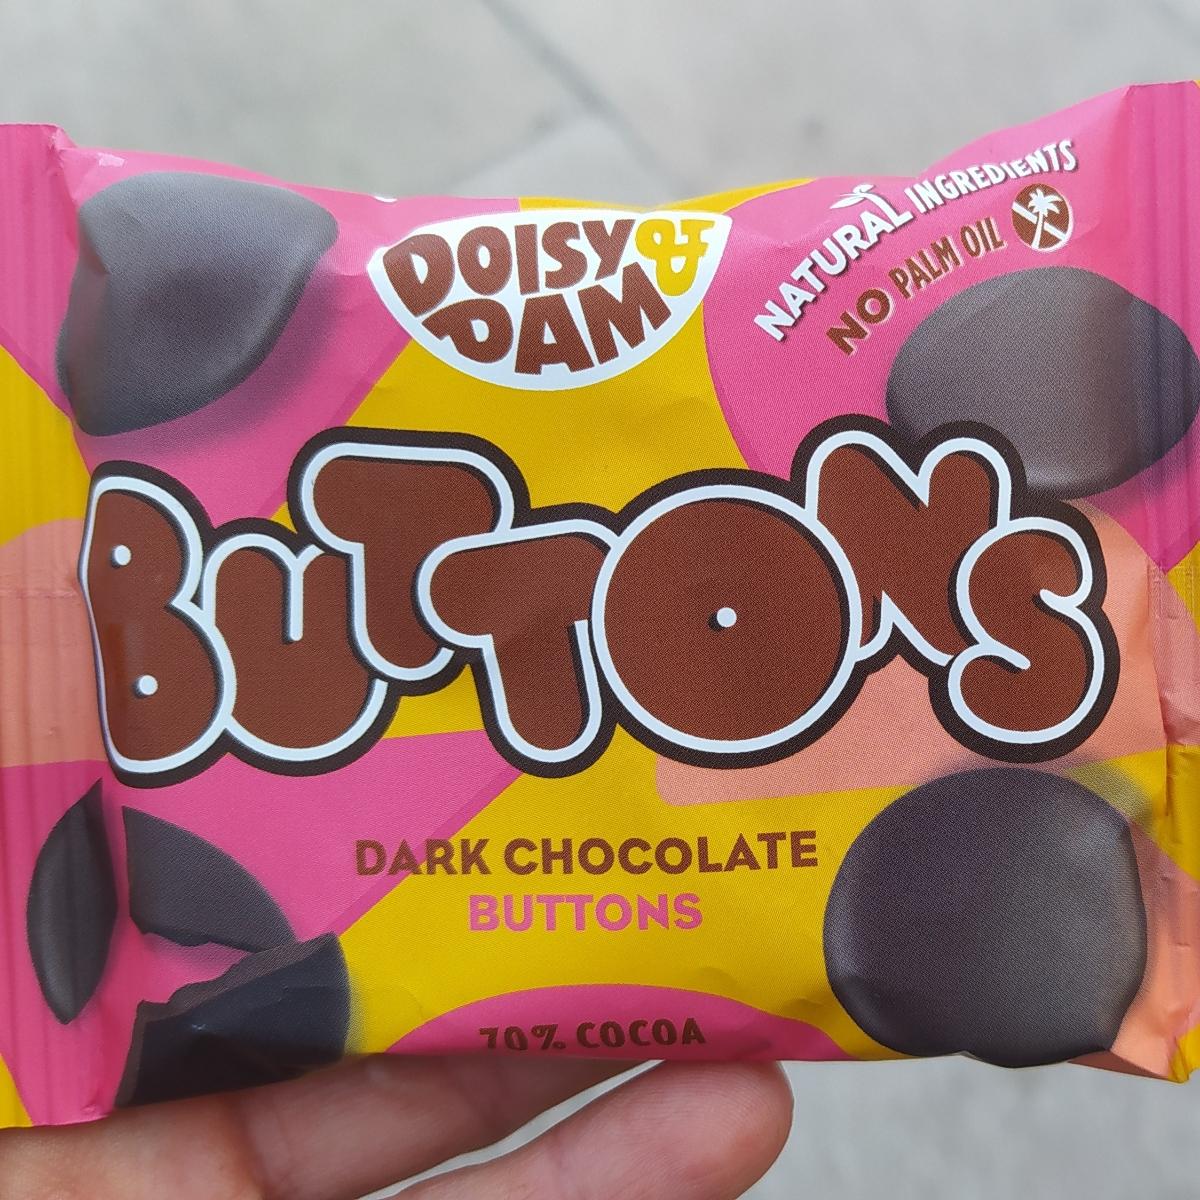 DOISY &
DAM
NATURAL INGREDIENTS
NO PALM OIL
BUTTONS
DARK CHOCOLATE
BUTTONS
70% COCOA